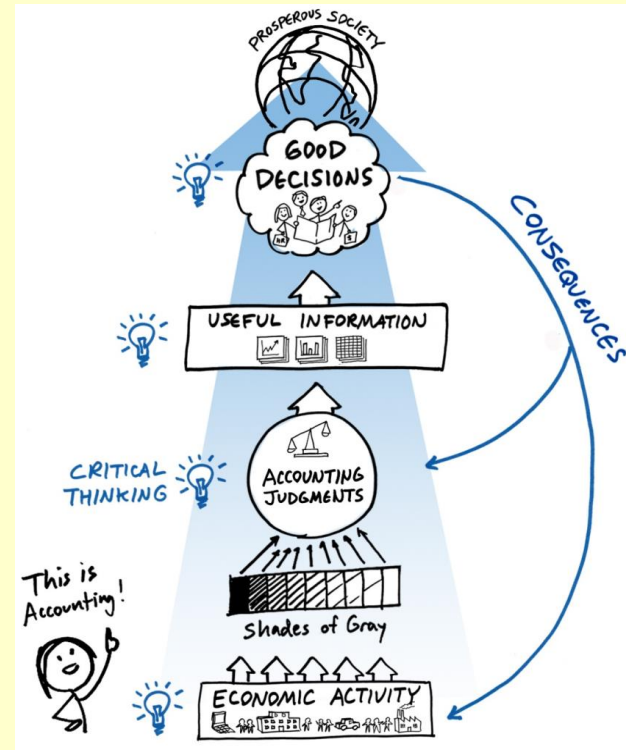 PROSPEROUS SOCIETY
GOOD
DECISIONS
HR
$
CONSEQUENCES
USEFUL INFORMATION
CRITICAL
THINKING
ACCOUNTING
JUDGMENTS
This is
Accounting!
Shades of Gray
ECONOMIC ACTIVITY